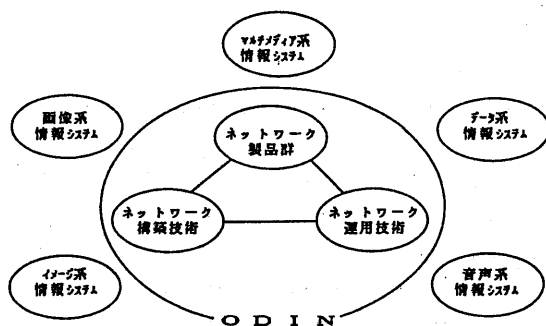 マルチメディア系
情報システム
画像系
情報システム
データ系
情報システム
ネットワーク
製品群
ネットワーク
構築技術
ネットワーク
運用技術
イメージ系
情報システム
音声系
情報システム
ODIN